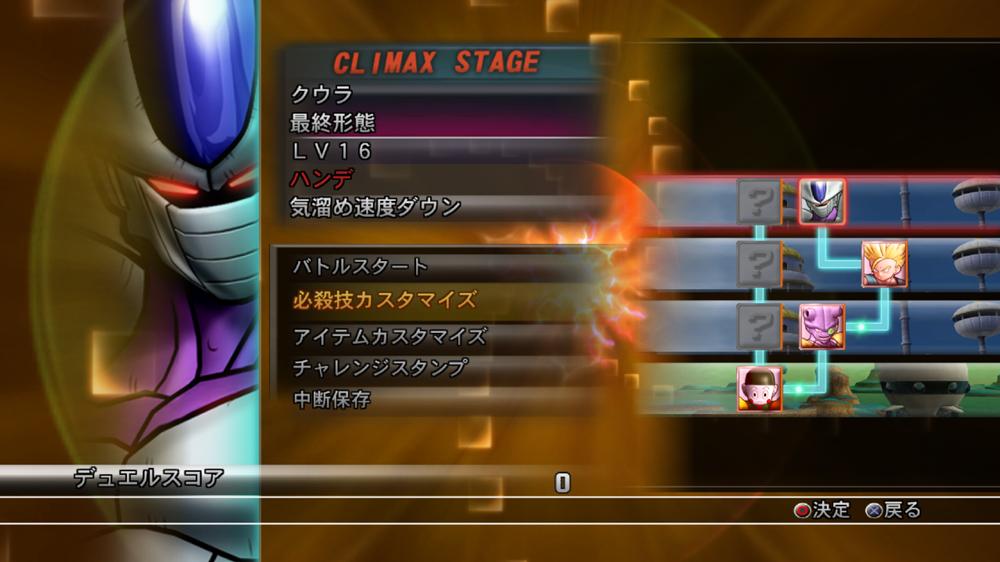 CLIMAX STAGE
クウラ
最終形態
ＬＶ１６
ハンデ
気溜め速度ダウン
バトルスタート
必殺技カスタマイズ
アイテムカスタマイズ
チャレンジスタンプ
中断保存
?
?
?
デュエルスコア 0
決定 戻る